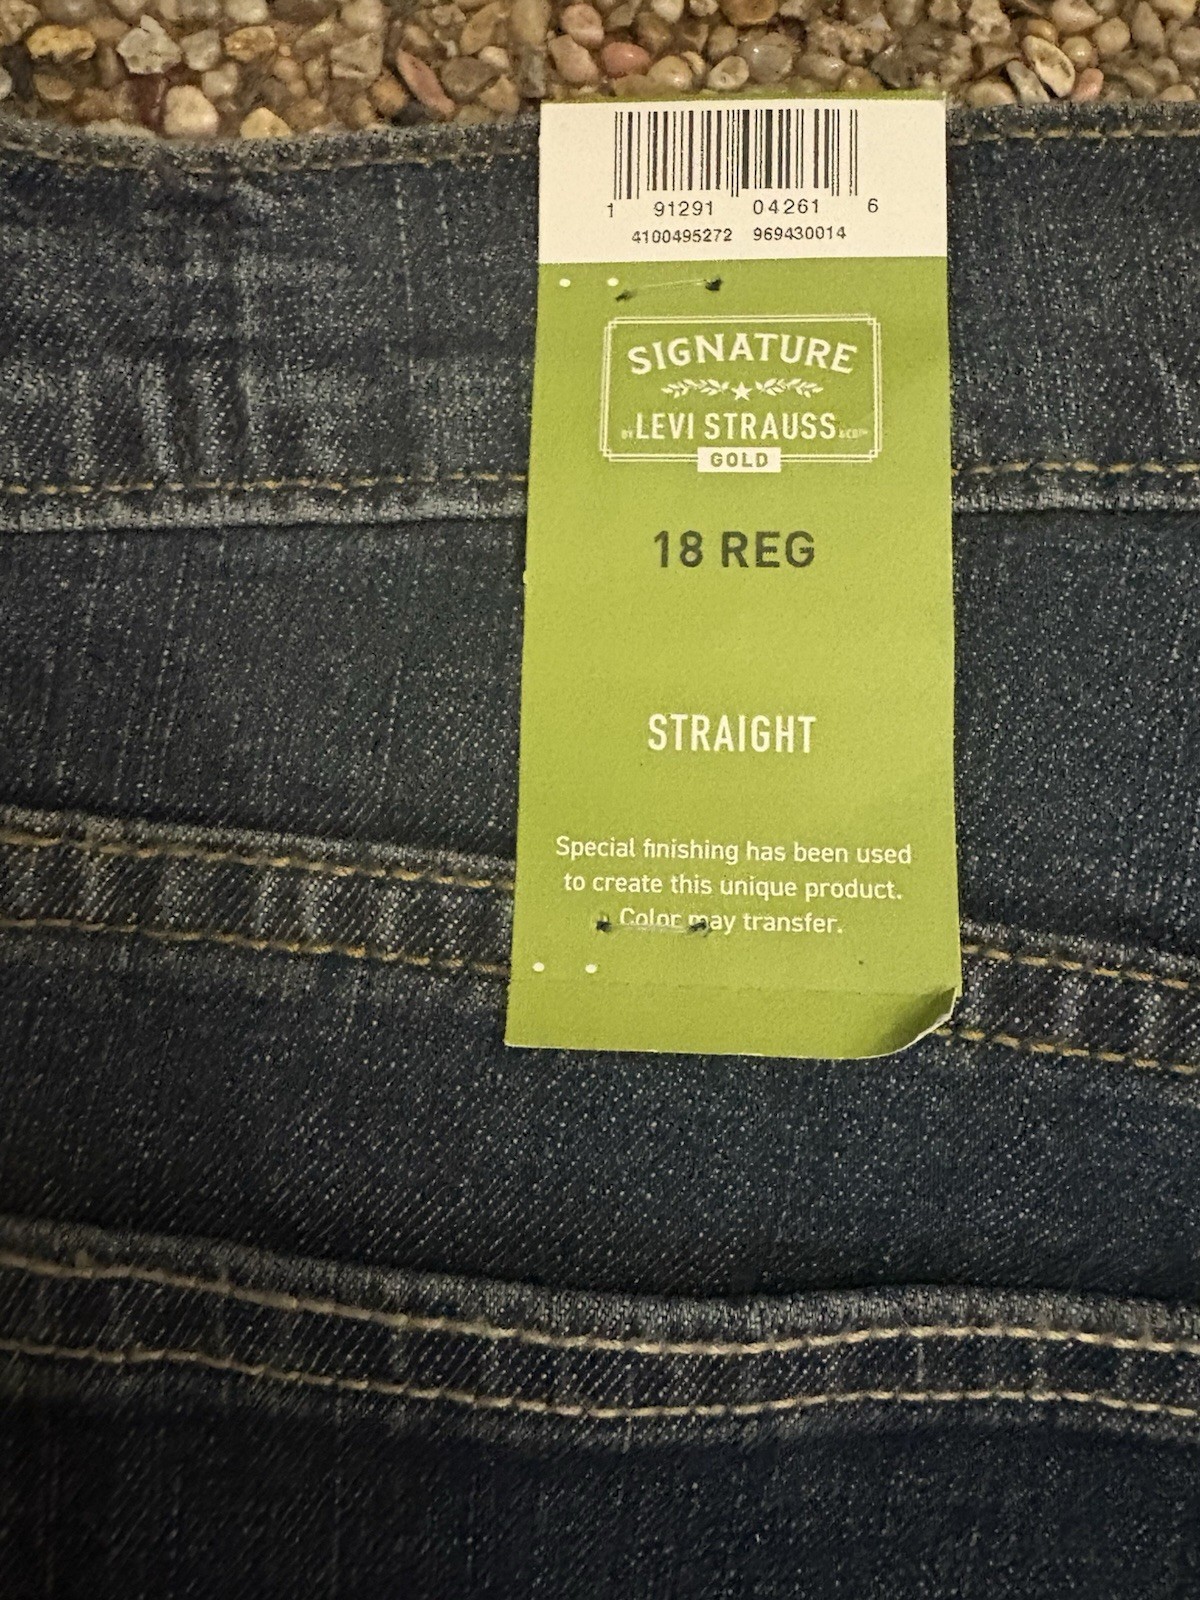 1 91291 04261 6
4100495272 969430014
SIGNATURE
BY LEVI STRAUSS & CO™
GOLD
18 REG
STRAIGHT
Special finishing has been used
to create this unique product.
Color may transfer.